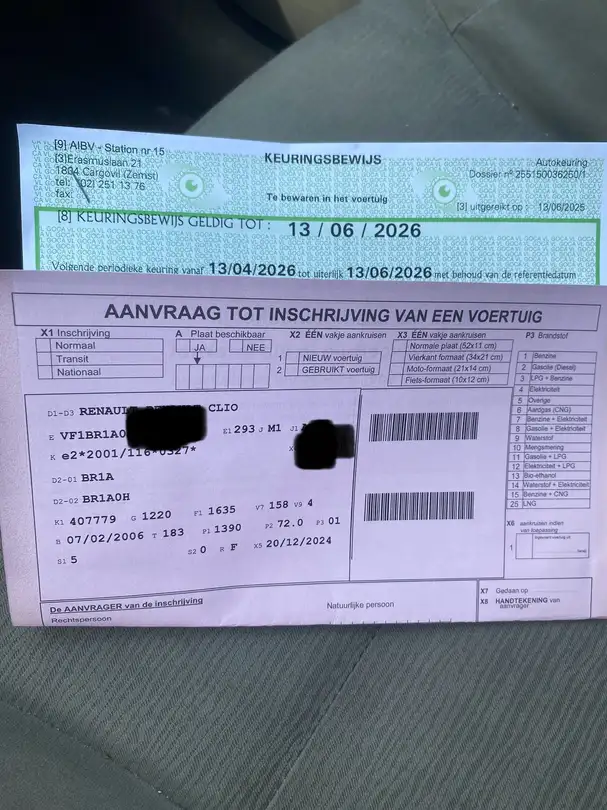 [9] AIBV - Station nr 15
[3]Erasmuslaan 21
1804 Cargovil (Zemst)
tel: (02) 251 13 76
fax:
KEURINGSBEWIJS
Te bewaren in het voertuig
Autokeuring
Dossier nº 255150036250/1
[3] uitgereikt op : 13/06/2025
[8] KEURINGSBEWIJS GELDIG TOT : 13 / 06 / 2026
Volgende periodieke keuring vanaf 13/04/2026 tot uiterlijk 13/06/2026 met behoud van de referentiedatum
AANVRAAG TOT INSCHRIJVING VAN EEN VOERTUIG
X1 Inschrijving
Normaal
Transit
Nationaal
A Plaat beschikbaar
JA
NEE
X2 ÉÉN vakje aankruisen
1 NIEUW voertuig
2 GEBRUIKT voertuig
X3 ÉÉN vakje aankruisen
Normale plaat (52x11 cm)
Vierkant formaat (34x21 cm)
Moto-formaat (21x14 cm)
Fiets-formaat (10x12 cm)
P3 Brandstof
1 Benzine
2 Gasolie (Diesel)
3 LPG + Benzine
4 Elektriciteit
5 Overige
6 Aardgas (CNG)
7 Benzine + Elektriciteit
8 Gasolie + Elektriciteit
9 Waterstof
10 Mengsmering
11 Gasolie + LPG
12 Elektriciteit + LPG
13 Bio-ethanol
14 Waterstof + Elektriciteit
15 Benzine + CNG
25 LNG
X6 aankruisen indien van toepassing
1
D1-D3 RENAULT CLIO
E VF1BR1A0 E1 293 J M1 J1
K e2*2001/116*0327*
D2-01 BR1A
D2-02 BR1A0H
K1 407779 G 1220 F1 1635 V7 158 V9 4
B 07/02/2006 T 183 P1 1390 P2 72.0 P3 01
S1 5 S2 0 R F X5 20/12/2024
De AANVRAGER van de inschrijving
Rechtspersoon
Natuurlijke persoon
X7 Gedaan op
X8 HANDTEKENING van
aanvrager